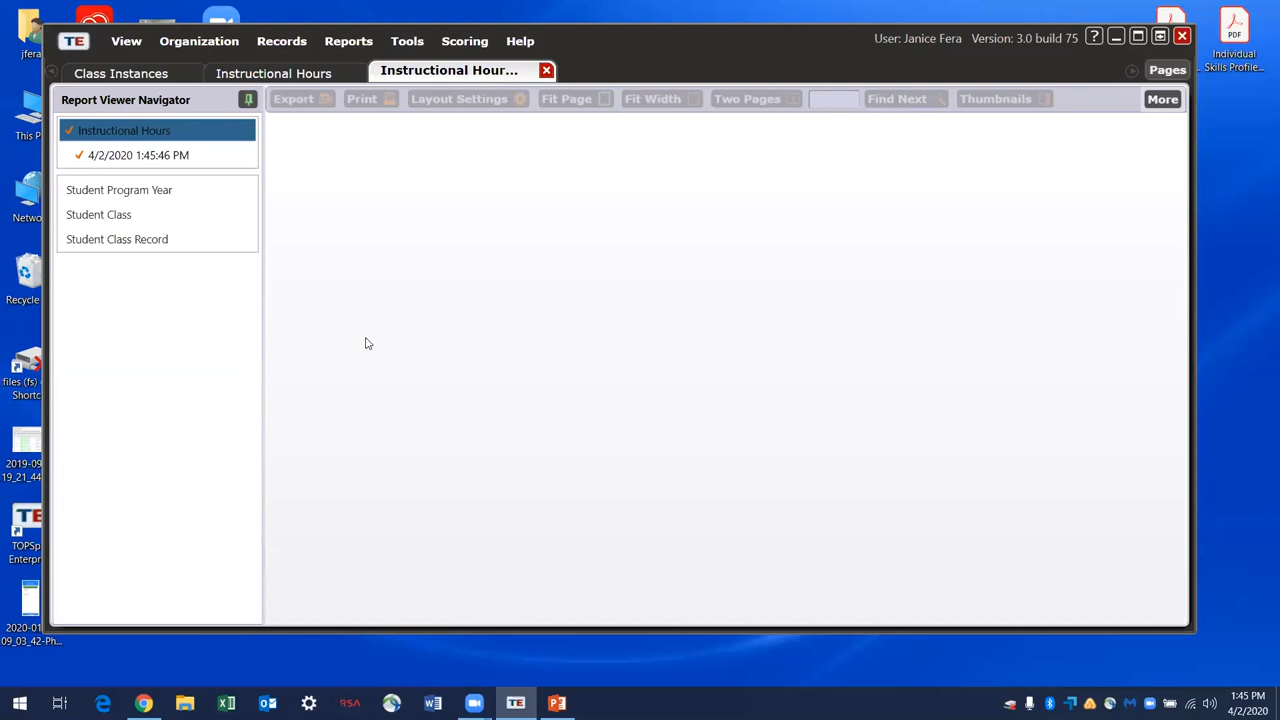 TE View Organization Records Reports Tools Scoring Help User: Janice Fera Version: 3.0 build 75 ?
Class Instances Instructional Hours Instructional Hour... Pages
Report Viewer Navigator Export Print Layout Settings Fit Page Fit Width Two Pages Find Next Thumbnails More
Instructional Hours
4/2/2020 1:45:46 PM
Student Program Year
Student Class
Student Class Record
jfera
This P
Netwo
Recycle
files (fs)
Shortc
2019-09
19_21_44
TE
TOPSp
Enterpr
2020-01
09_03_42-Ph...
PDF
Individual
Skills Profile...
RSA
TE
1:45 PM
4/2/2020